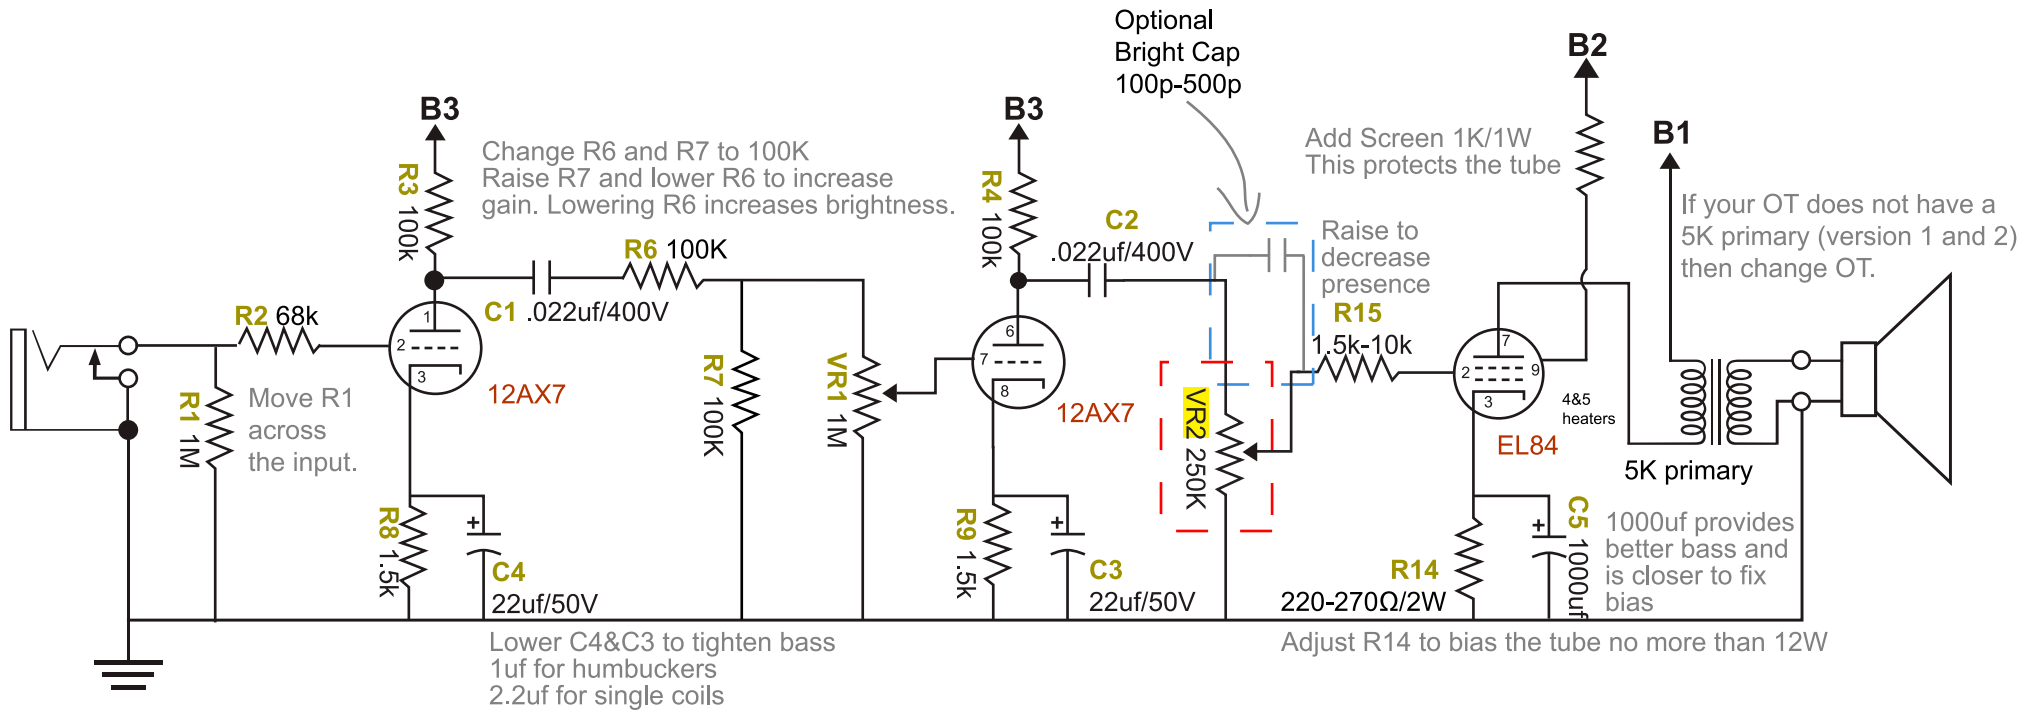 Optional
Bright Cap
100p-500p
B2
B3
B3
B1
Change R6 and R7 to 100K
Raise R7 and lower R6 to increase
gain. Lowering R6 increases brightness.
Add Screen 1K/1W
This protects the tube
R3 100k
R4 100k
If your OT does not have a
5K primary (version 1 and 2)
then change OT.
C2
.022uf/400V
R6 100K
Raise to
decrease
presence
C1 .022uf/400V
R2 68k
R15
1.5k-10k
1
2
3
12AX7
6
7
8
12AX7
7
2
9
3
4&5
heaters
EL84
R1 1M
Move R1
across
the input.
R7 100K
VR1 1M
VR2 250K
5K primary
R8 1.5k
+
C4
22uf/50V
R9 1.5k
+
C3
22uf/50V
R14
220-270Ω/2W
+
C5 1000uf
1000uf provides
better bass and
is closer to fix
bias
Lower C4&C3 to tighten bass
1uf for humbuckers
2.2uf for single coils
Adjust R14 to bias the tube no more than 12W